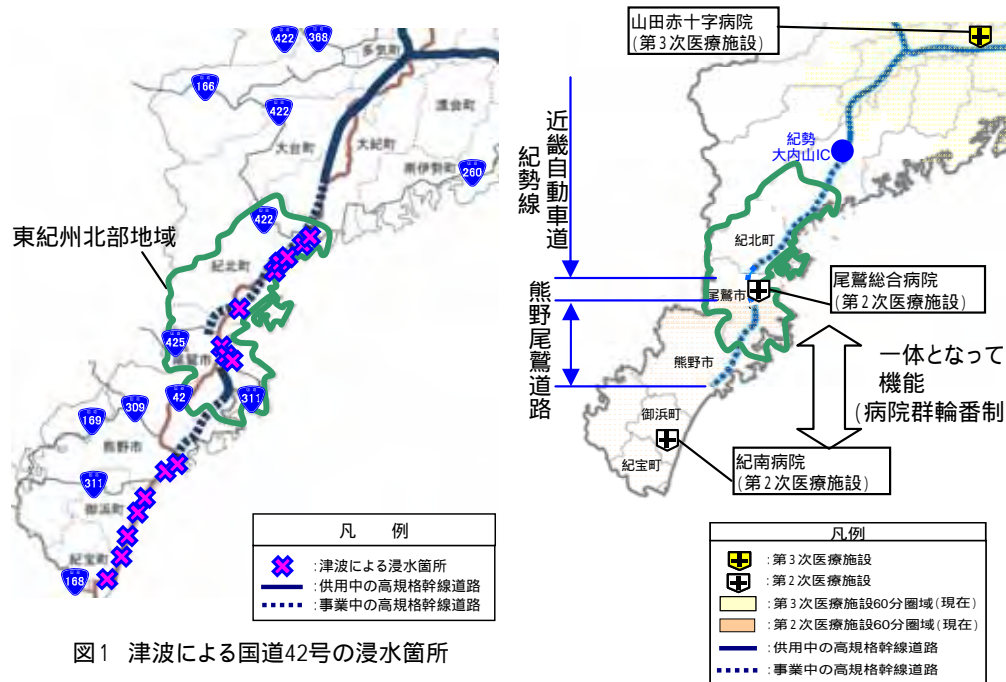 422
368
多気町
166
422
度会町
大台町
大紀町
南伊勢町
260
東紀州北部地域
422
紀北町
425
尾鷲市
42
311
309
169
熊野市
311
御浜町
紀宝町
168
凡 例
:津波による浸水箇所
:供用中の高規格幹線道路
:事業中の高規格幹線道路
図1 津波による国道42号の浸水箇所
山田赤十字病院
(第3次医療施設)
近畿自動車道
紀勢線
紀勢
大内山IC
紀北町
尾鷲市
尾鷲総合病院
(第2次医療施設)
熊野尾鷲道路
熊野市
一体となって
機能
(病院群輪番制
御浜町
紀宝町
紀南病院
(第2次医療施設)
凡例
:第3次医療施設
:第2次医療施設
:第3次医療施設60分圏域(現在)
:第2次医療施設60分圏域(現在)
:供用中の高規格幹線道路
:事業中の高規格幹線道路